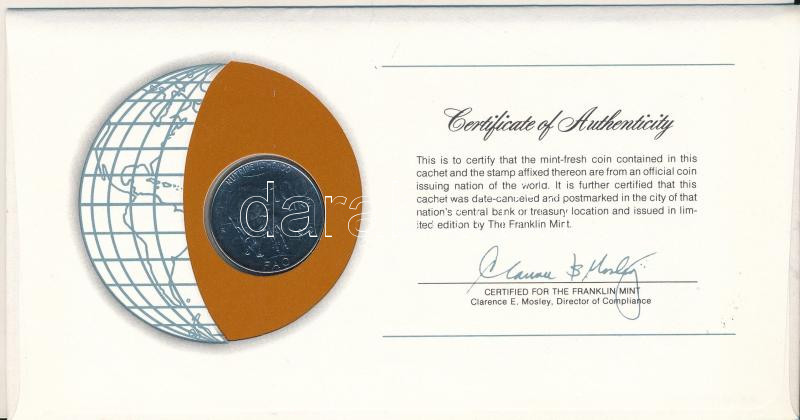 Certificate of Authenticity
This is to certify that the mint-fresh coin contained in this
cachet and the stamp affixed thereon are from an official coin
issuing nation of the world. It is further certified that this
cachet was date-canceled and postmarked in the city of that
nation's central bank or treasury location and issued in lim-
ited edition by The Franklin Mint.
CERTIFIED FOR THE FRANKLIN MINT
Clarence E. Mosley, Director of Compliance
FAO